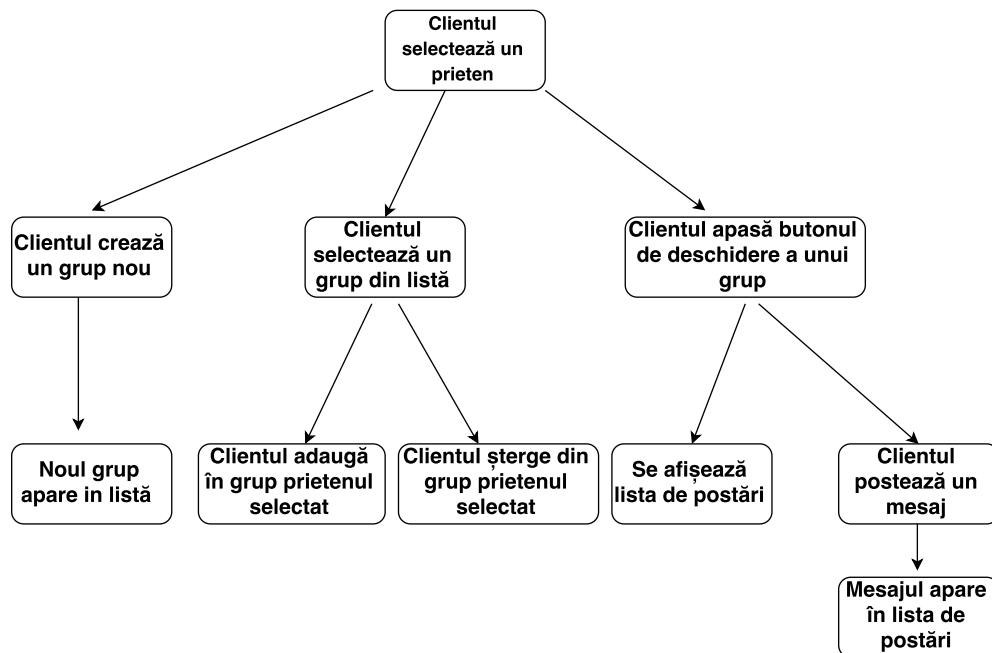 Clientul
selectează un
prieten
Clientul crează
un grup nou
Clientul
selectează un
grup din listă
Clientul apasă butonul
de deschidere a unui
grup
Noul grup
apare in listă
Clientul adaugă
în grup prietenul
selectat
Clientul șterge din
grup prietenul
selectat
Se afișează
lista de postări
Clientul
postează un
mesaj
Mesajul apare
în lista de
postări